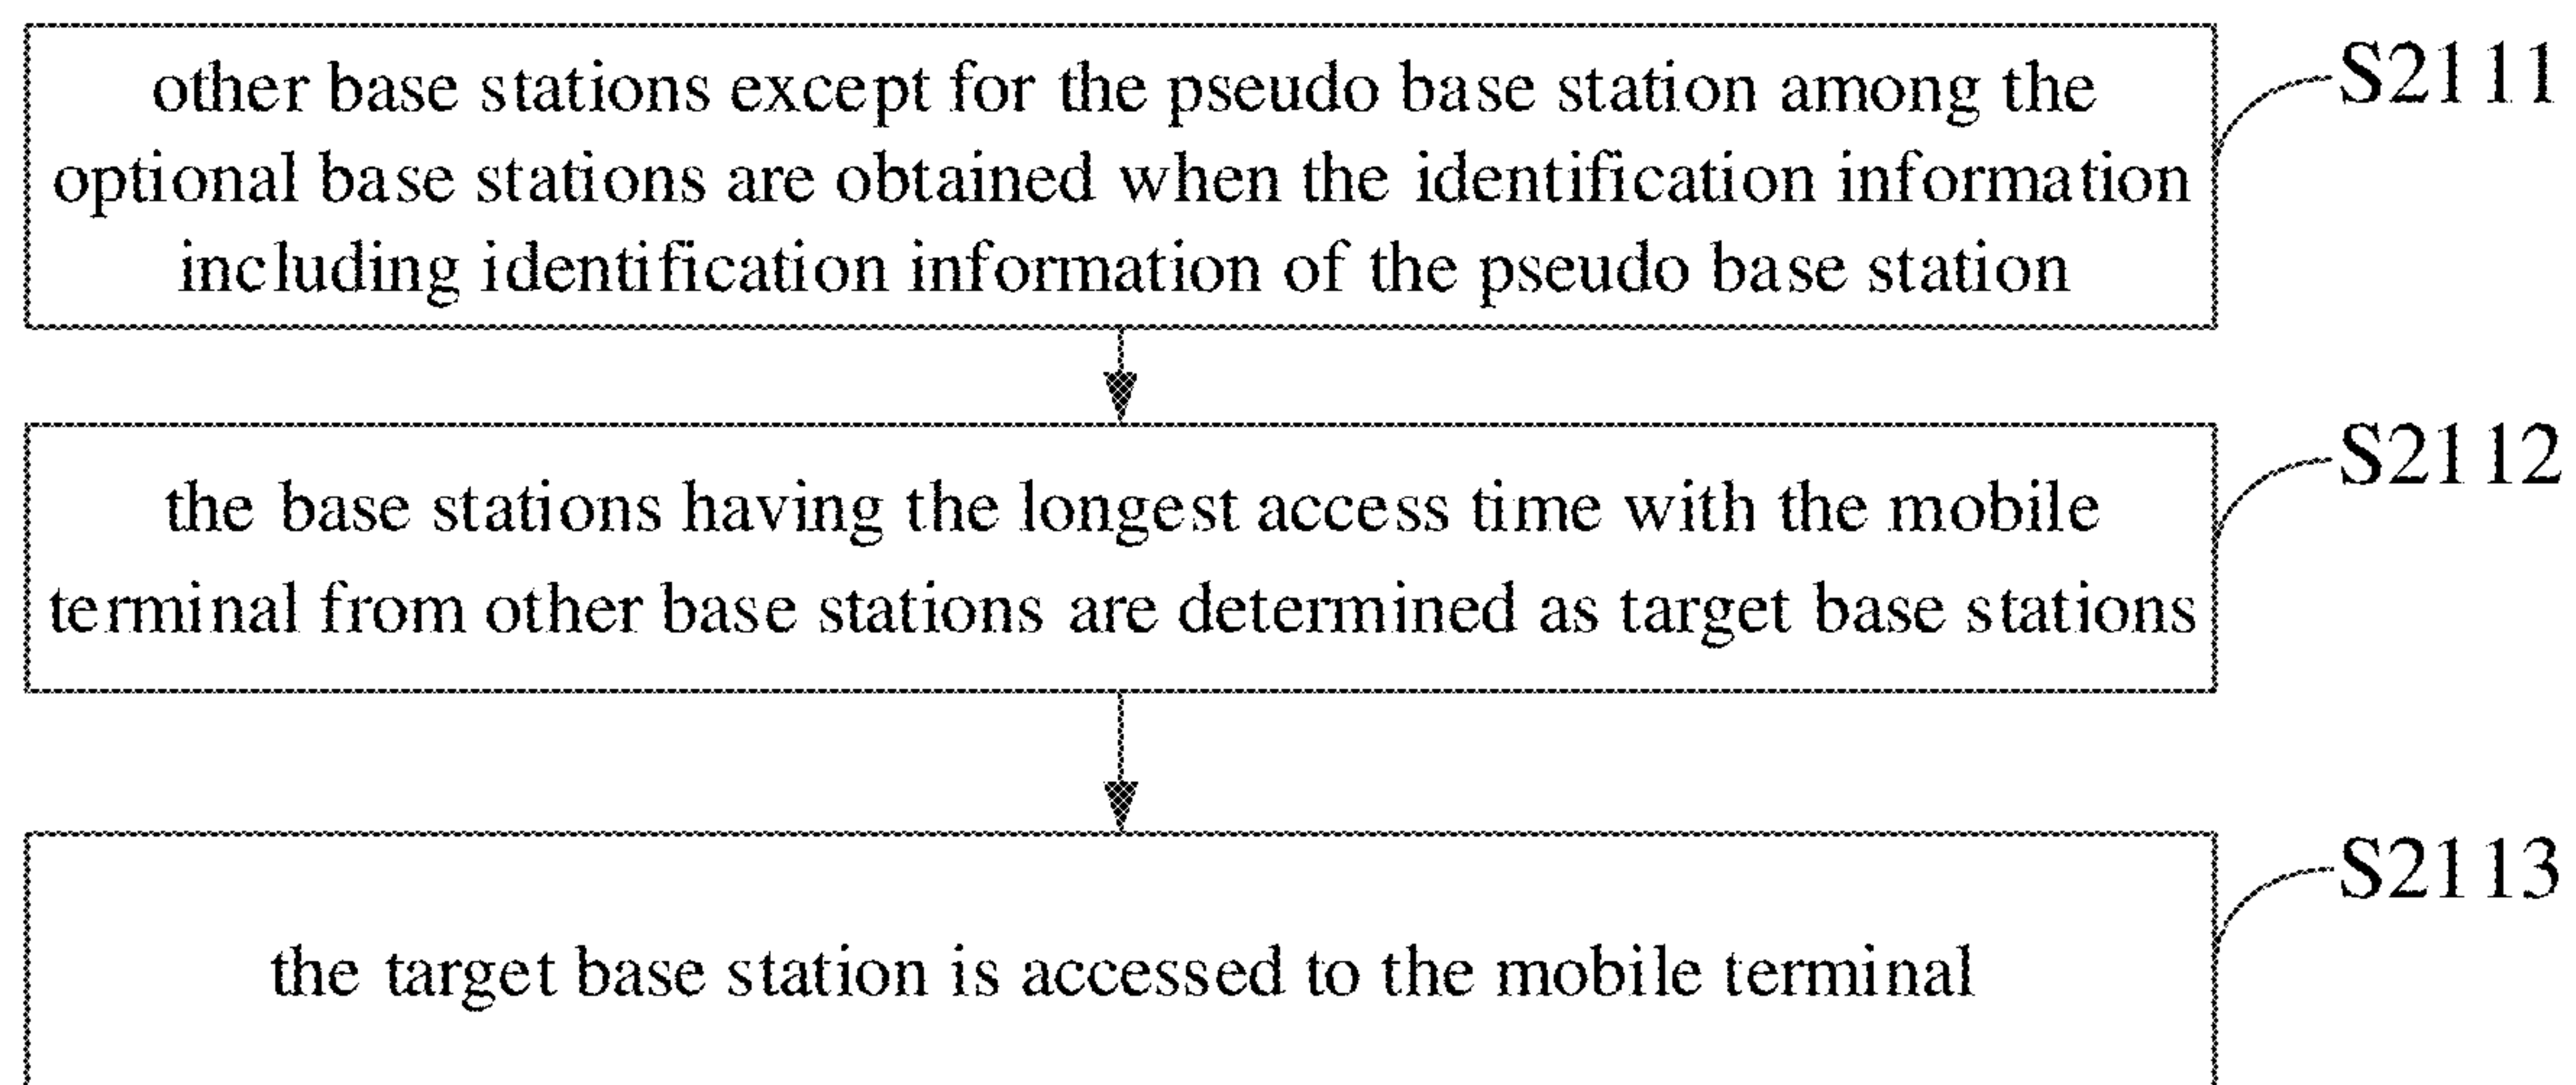 other base stations except for the pseudo base station among the
optional base stations are obtained when the identification information
including identification information of the pseudo base station
S2111
the base stations having the longest access time with the mobile
terminal from other base stations are determined as target base stations
S2112
the target base station is accessed to the mobile terminal
S2113